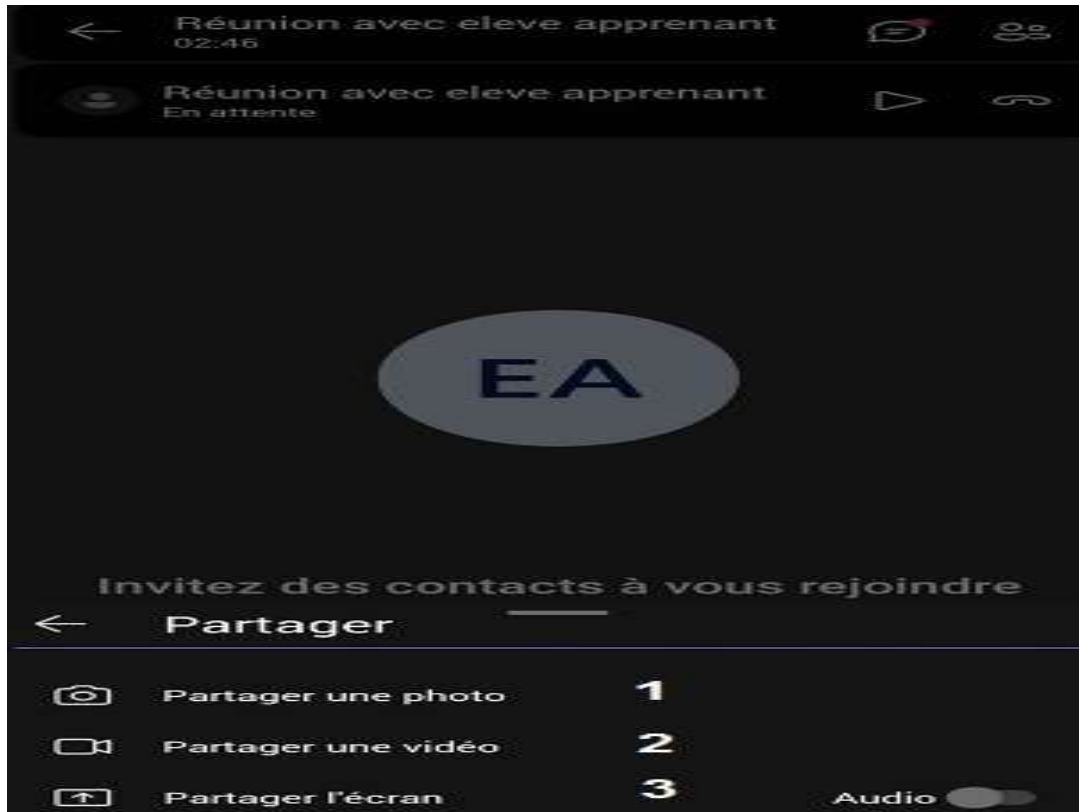 Réunion avec eleve apprenant
02:46
Réunion avec eleve apprenant
En attente
EA
Invitez des contacts à vous rejoindre
Partager
Partager une photo 1
Partager une vidéo 2
Partager l'écran 3 Audio